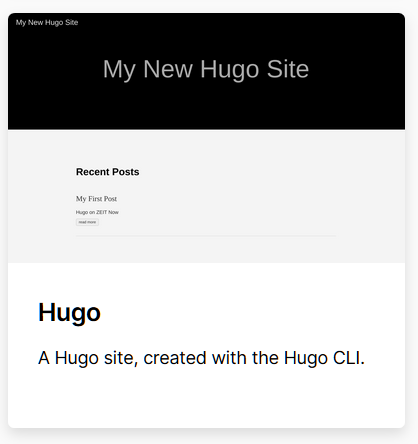 My New Hugo Site
My New Hugo Site
Recent Posts
My First Post
Hugo on ZEIT Now
read more
Hugo
A Hugo site, created with the Hugo CLI.